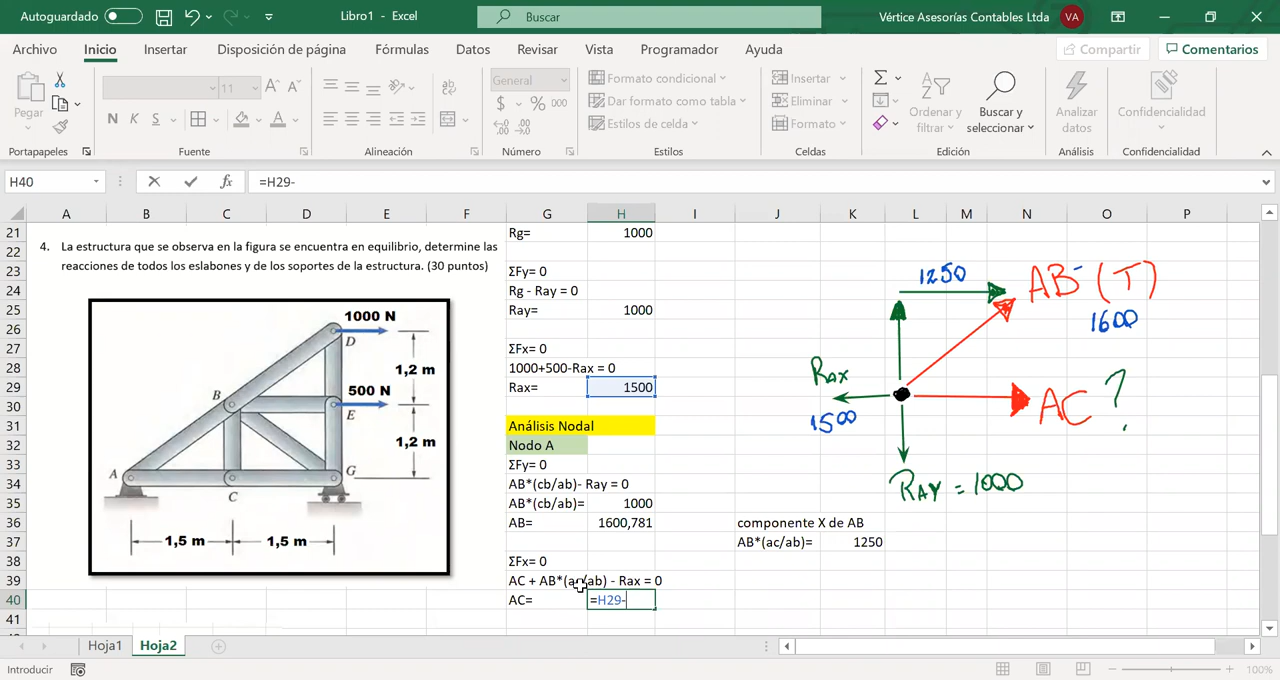 Autoguardado Libro1 - Excel Buscar Vértice Asesorías Contables Ltda VA
Archivo Inicio Insertar Disposición de página Fórmulas Datos Revisar Vista Programador Ayuda Compartir Comentarios
Pegar
N K S
Portapapeles
11 A A
Fuente
ab
Alineación
General
$ % 000
Número
Formato condicional
Dar formato como tabla
Estilos de celda
Estilos
Insertar
Eliminar
Formato
Celdas
Ordenar y filtrar
Buscar y seleccionar
Edición
Analizar datos
Análisis
Confidencialidad
Confidencialidad
H40 fx =H29-
A B C D E F G H I J K L M N O P
21 Rg= 1000
22
23 ΣFy= 0
24 Rg - Ray = 0
25 Ray= 1000
26
27 ΣFx= 0
28 1000+500-Rax = 0
29 Rax= 1500
30
31 Análisis Nodal
32 Nodo A
33 ΣFy= 0
34 AB*(cb/ab)- Ray = 0
35 AB*(cb/ab)= 1000
36 AB= 1600,781 componente X de AB
37 AB*(ac/ab)= 1250
38 ΣFx= 0
39 AC + AB*(ac/ab) - Rax = 0
40 AC= =H29-
41
4. La estructura que se observa en la figura se encuentra en equilibrio, determine las
reacciones de todos los eslabones y de los soportes de la estructura. (30 puntos)
1000 N
D
1,2 m
500 N
B
E
1,2 m
A
G
C
1,5 m 1,5 m
1250
AB (T)
1600
RAX
1500
AC ?
RAY = 1000
Hoja1 Hoja2
Introducir 100%